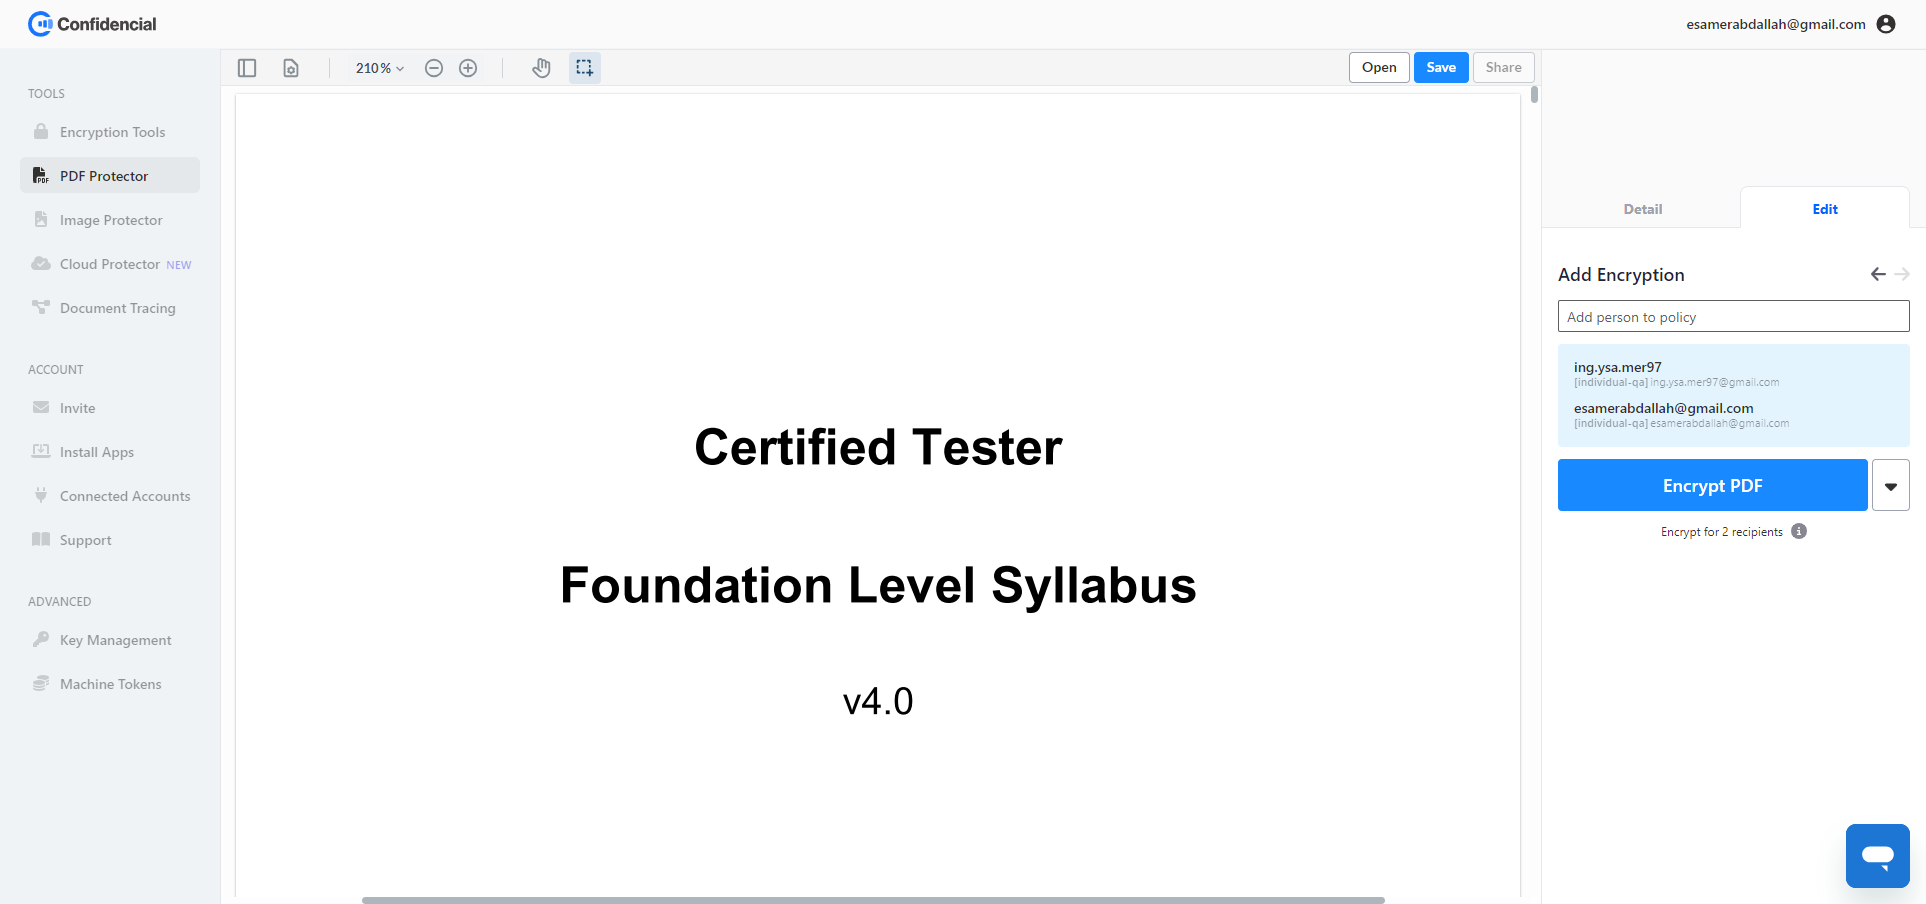 Confidencial
esamerabdallah@gmail.com
TOOLS
Encryption Tools
PDF Protector
Image Protector
Cloud Protector NEW
Document Tracing
ACCOUNT
Invite
Install Apps
Connected Accounts
Support
ADVANCED
Key Management
Machine Tokens
210%
Open Save Share
Certified Tester
Foundation Level Syllabus
v4.0
Detail Edit
Add Encryption
Add person to policy
ing.ysa.mer97
[individual-qa] ing.ysa.mer97@gmail.com
esamerabdallah@gmail.com
[individual-qa] esamerabdallah@gmail.com
Encrypt PDF
Encrypt for 2 recipients